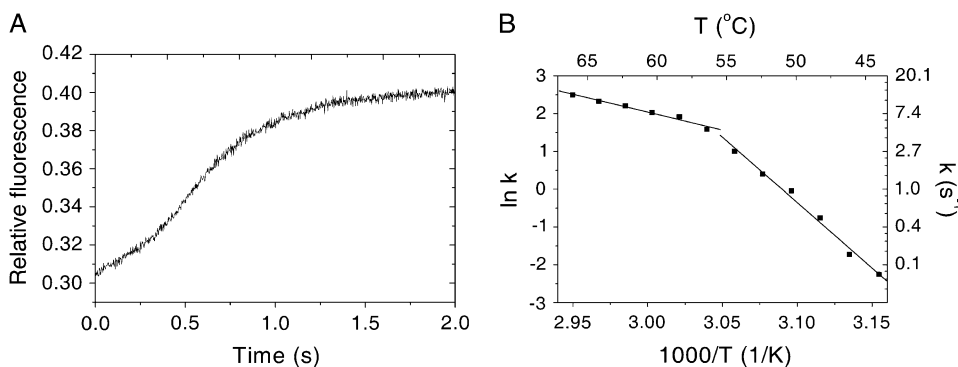 A
Relative fluorescence
0.42
0.40
0.38
0.36
0.34
0.32
0.30
0.0 0.5 1.0 1.5 2.0
Time (s)
B
T (°C)
65 60 55 50 45
ln k
3
2
1
0
-1
-2
-3
20.1
7.4
2.7
1.0
0.4
0.1
k (s⁻¹)
2.95 3.00 3.05 3.10 3.15
1000/T (1/K)